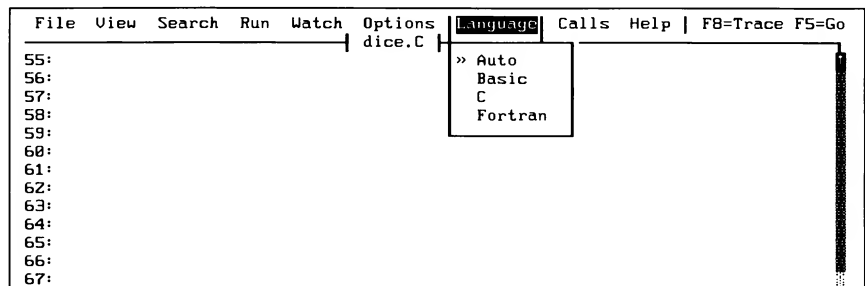 File View Search Run Watch Options Language Calls Help | F8=Trace F5=Go
dice.C
55: » Auto
56: Basic
57: C
58: Fortran
59:
60:
61:
62:
63:
64:
65:
66:
67: